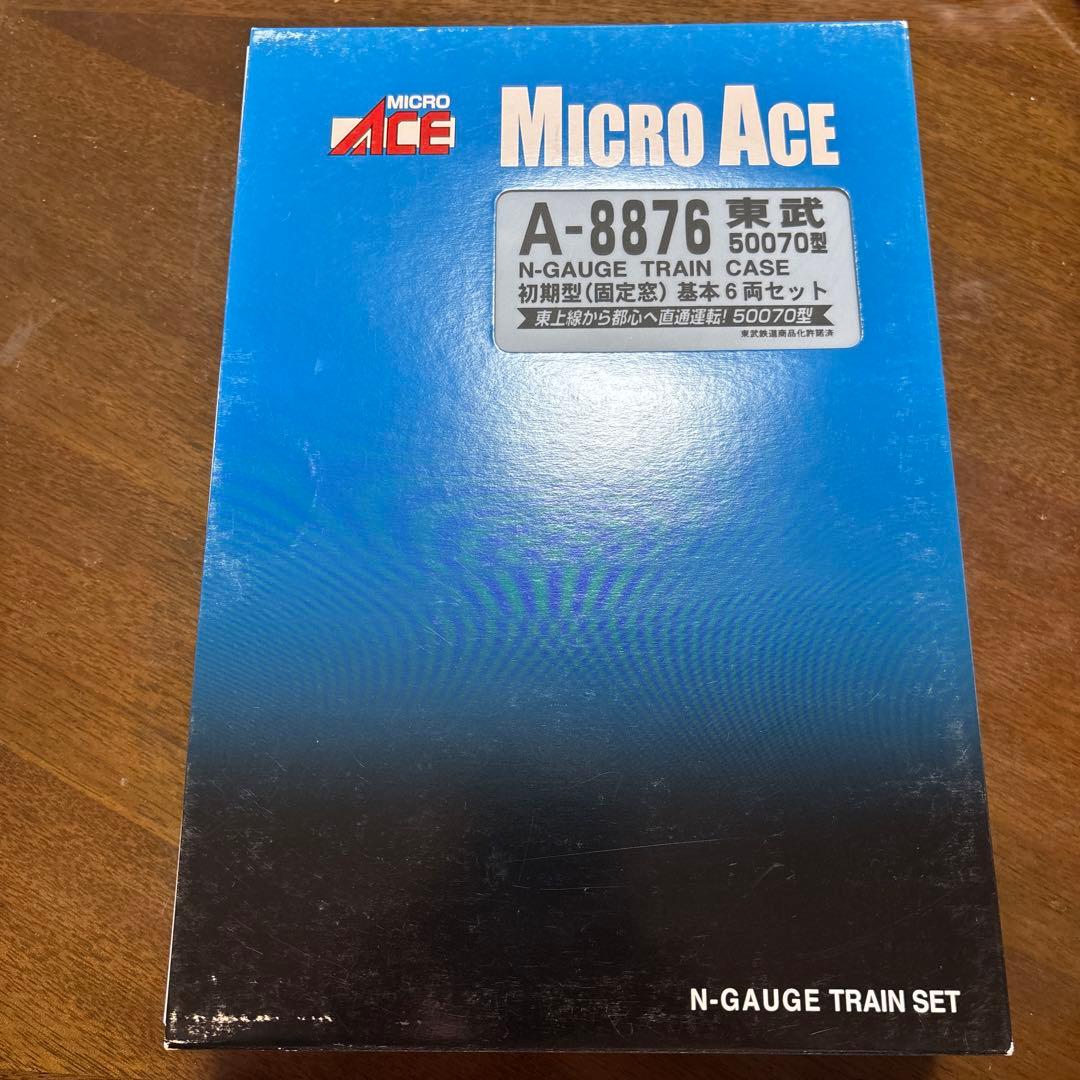 MICRO
ACE
MICRO ACE
A-8876 東武
50070型
N-GAUGE TRAIN CASE
初期型(固定窓) 基本6両セット
東上線から都心へ直通運転! 50070型
東武鉄道商品化許諾済
N-GAUGE TRAIN SET